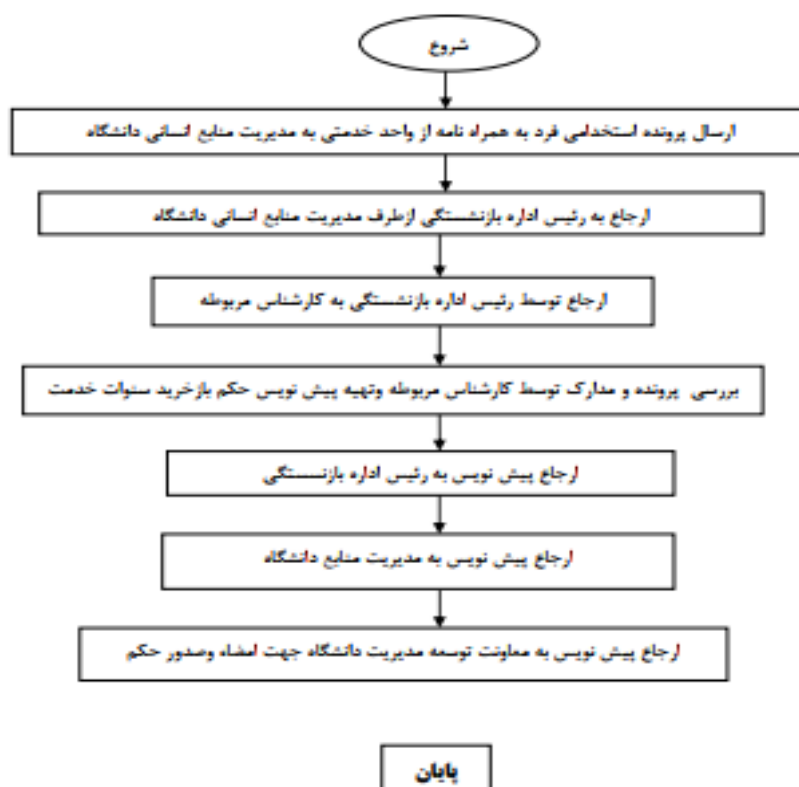 شروع
ارسال پرونده استخدامی فرد به همراه نامه از واحد خدمتی به مدیریت منابع انسانی دانشگاه
ارجاع به رئیس اداره بازنشستگی ازطرف مدیریت منابع انسانی دانشگاه
ارجاع توسط رئیس اداره بازنشستگی به کارشناس مربوطه
بررسی پرونده و مدارک توسط کارشناس مربوطه وتهیه پیش نویس حکم بازخرید سنوات خدمت
ارجاع پیش نویس به رئیس اداره بازنسستگی
ارجاع پیش نویس به مدیریت منابع دانشگاه
ارجاع پیش نویس به معاونت توسعه مدیریت دانشگاه جهت امضاء وصدور حکم
پایان